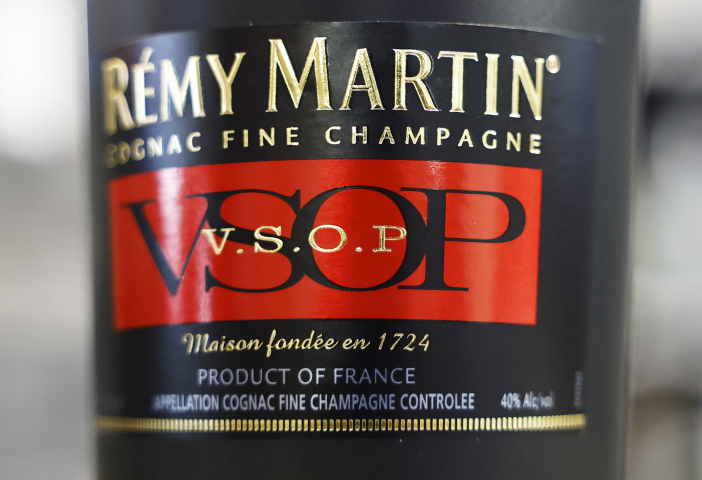 RÉMY MARTIN®
COGNAC FINE CHAMPAGNE
VSOP
V.S.O.P
Maison fondée en 1724
PRODUCT OF FRANCE
APPELLATION COGNAC FINE CHAMPAGNE CONTROLEE 40% Alc/vol